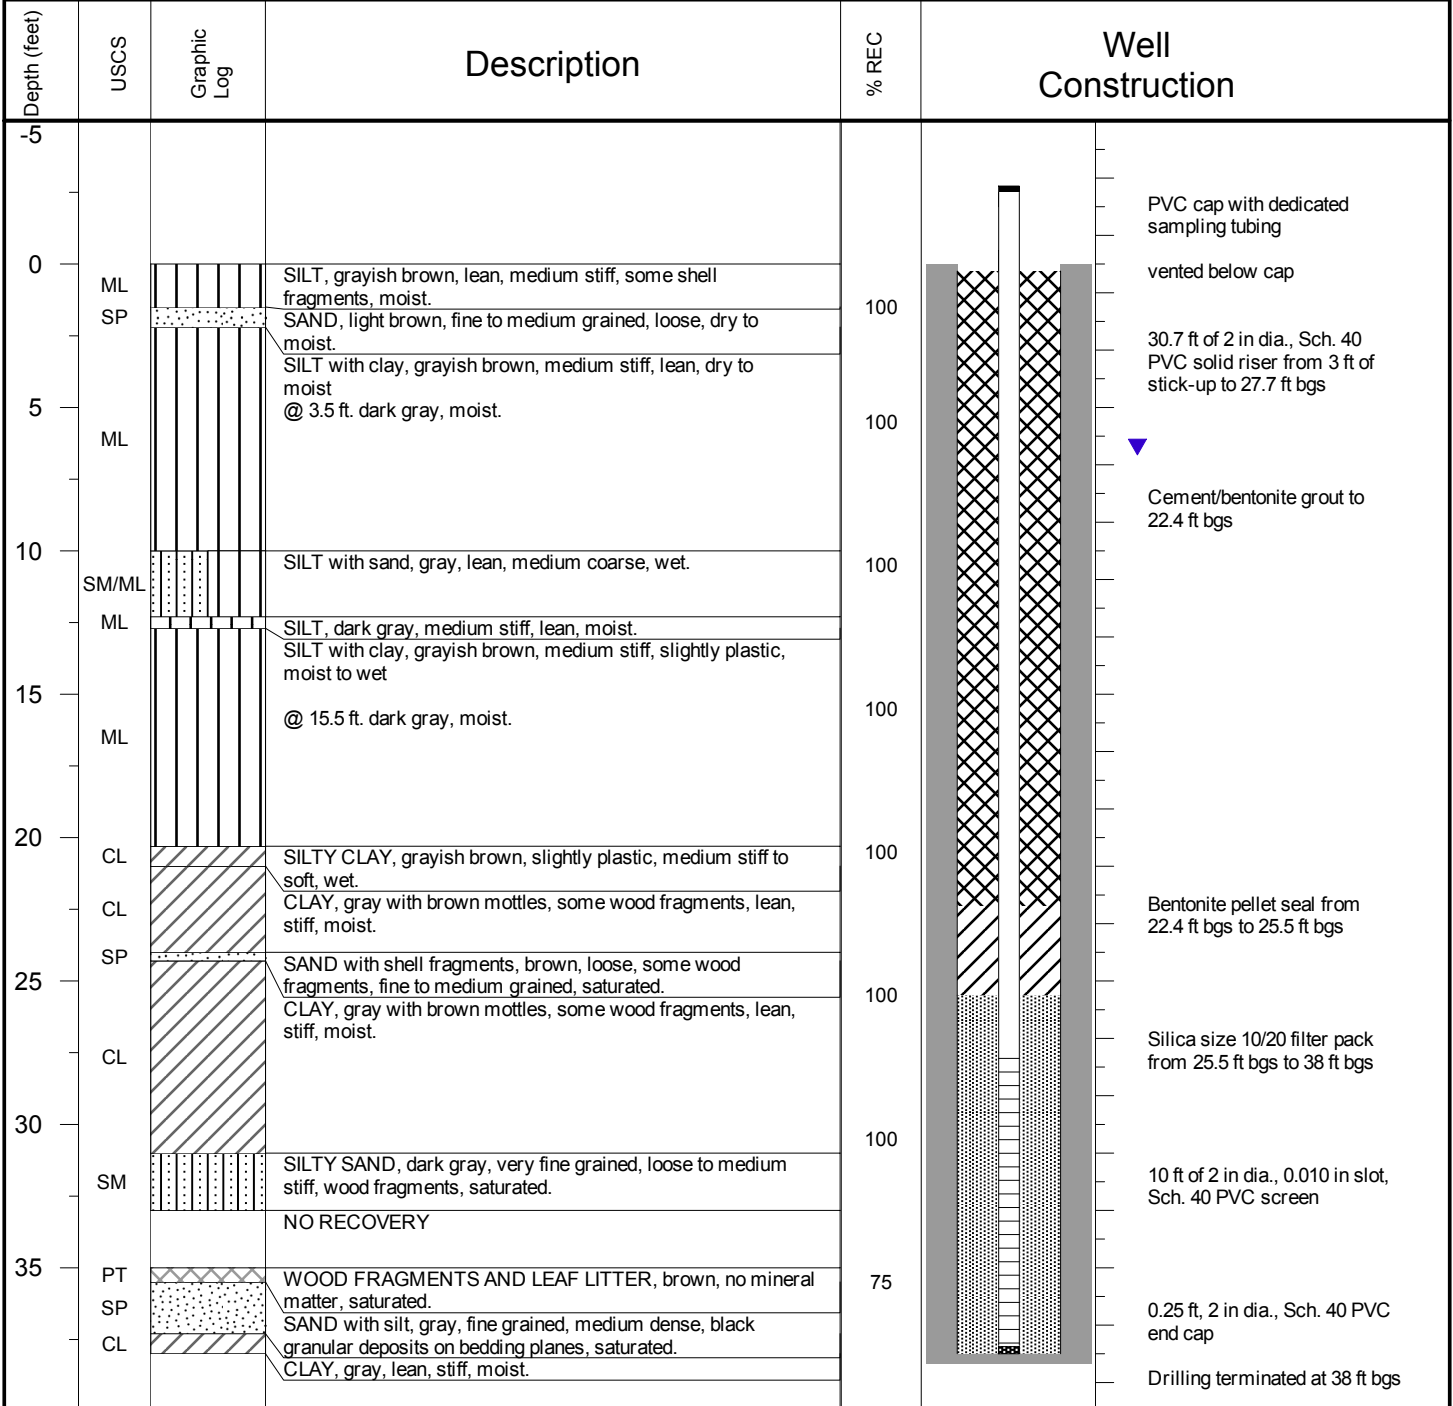 Depth (feet)
USCS
Graphic
Log
Description
% REC
Well
Construction
-5
PVC cap with dedicated
sampling tubing
0
vented below cap
ML
SILT, grayish brown, lean, medium stiff, some shell
fragments, moist.
100
SP
SAND, light brown, fine to medium grained, loose, dry to
moist.
30.7 ft of 2 in dia., Sch. 40
PVC solid riser from 3 ft of
stick-up to 27.7 ft bgs
SILT with clay, grayish brown, medium stiff, lean, dry to
moist
@ 3.5 ft. dark gray, moist.
5
100
ML
Cement/bentonite grout to
22.4 ft bgs
10
SILT with sand, gray, lean, medium coarse, wet.
100
SM/ML
ML
SILT, dark gray, medium stiff, lean, moist.
SILT with clay, grayish brown, medium stiff, slightly plastic,
moist to wet
15
@ 15.5 ft. dark gray, moist.
100
ML
20
CL
SILTY CLAY, grayish brown, slightly plastic, medium stiff to
soft, wet.
100
CL
CLAY, gray with brown mottles, some wood fragments, lean,
stiff, moist.
Bentonite pellet seal from
22.4 ft bgs to 25.5 ft bgs
SP
SAND with shell fragments, brown, loose, some wood
fragments, fine to medium grained, saturated.
25
100
CLAY, gray with brown mottles, some wood fragments, lean,
stiff, moist.
Silica size 10/20 filter pack
from 25.5 ft bgs to 38 ft bgs
CL
30
100
SILTY SAND, dark gray, very fine grained, loose to medium
stiff, wood fragments, saturated.
SM
10 ft of 2 in dia., 0.010 in slot,
Sch. 40 PVC screen
NO RECOVERY
35
PT
WOOD FRAGMENTS AND LEAF LITTER, brown, no mineral
matter, saturated.
75
SP
SAND with silt, gray, fine grained, medium dense, black
granular deposits on bedding planes, saturated.
0.25 ft, 2 in dia., Sch. 40 PVC
end cap
CL
CLAY, gray, lean, stiff, moist.
Drilling terminated at 38 ft bgs